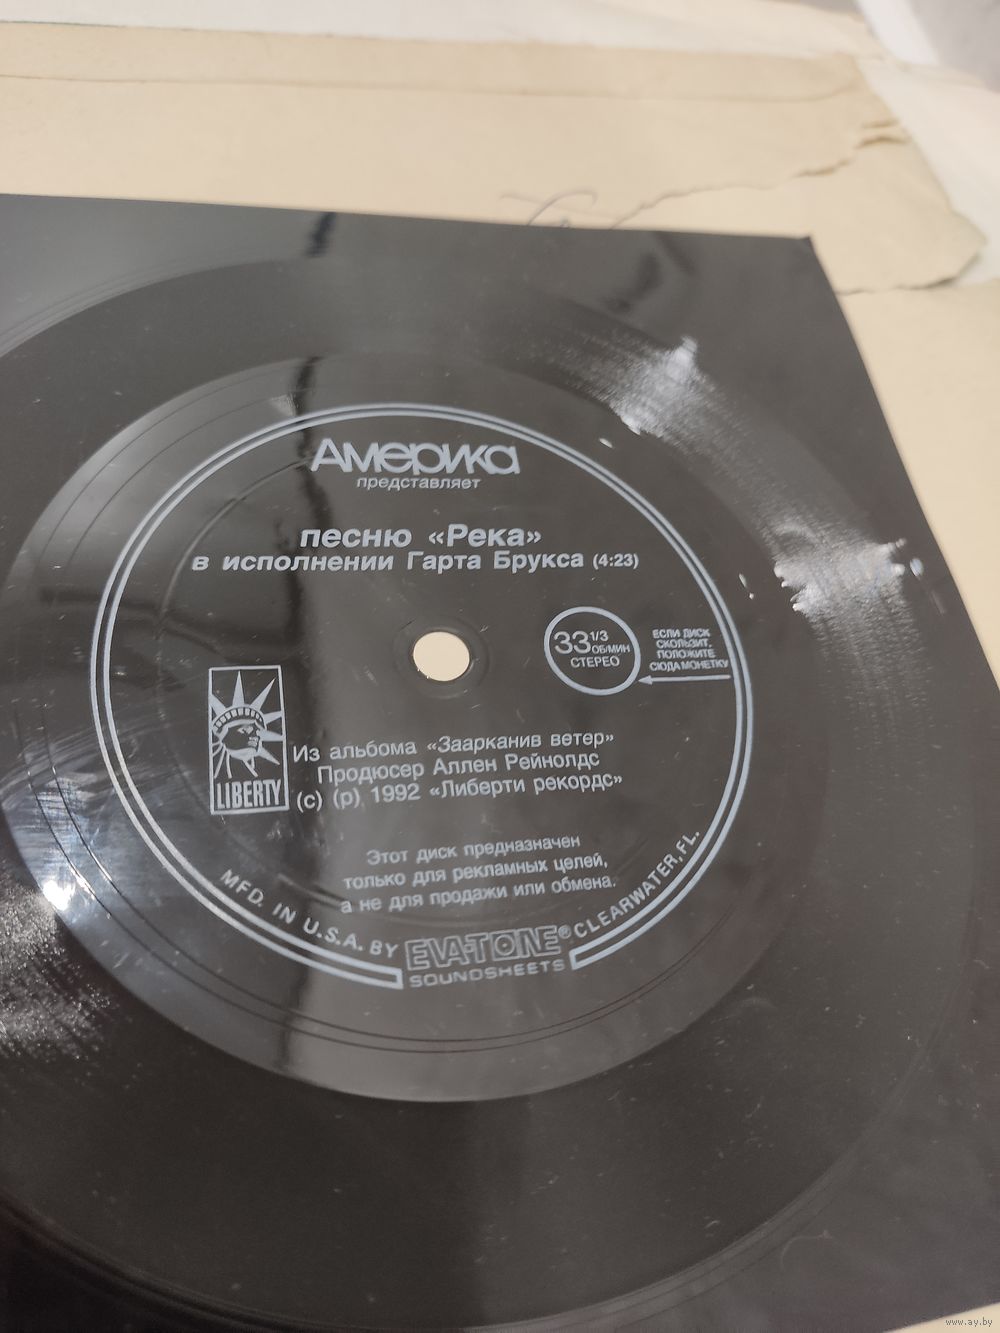 Америка
представляет
песню «Река»
в исполнении Гарта Брукса (4:23)
33 1/3
ОБ/МИН
СТЕРЕО
ЕСЛИ ДИСК
СКОЛЬЗИТ,
ПОЛОЖИТЕ
СЮДА МОНЕТКУ
LIBERTY
Из альбома «Заарканив ветер»
Продюсер Аллен Рейнолдс
(c) (p) 1992 «Либерти рекордс»
Этот диск предназначен
только для рекламных целей,
а не для продажи или обмена.
MFD. IN U.S.A. BY EVA-TONE® CLEARWATER, FL.
SOUNDSHEETS
www.ay.by